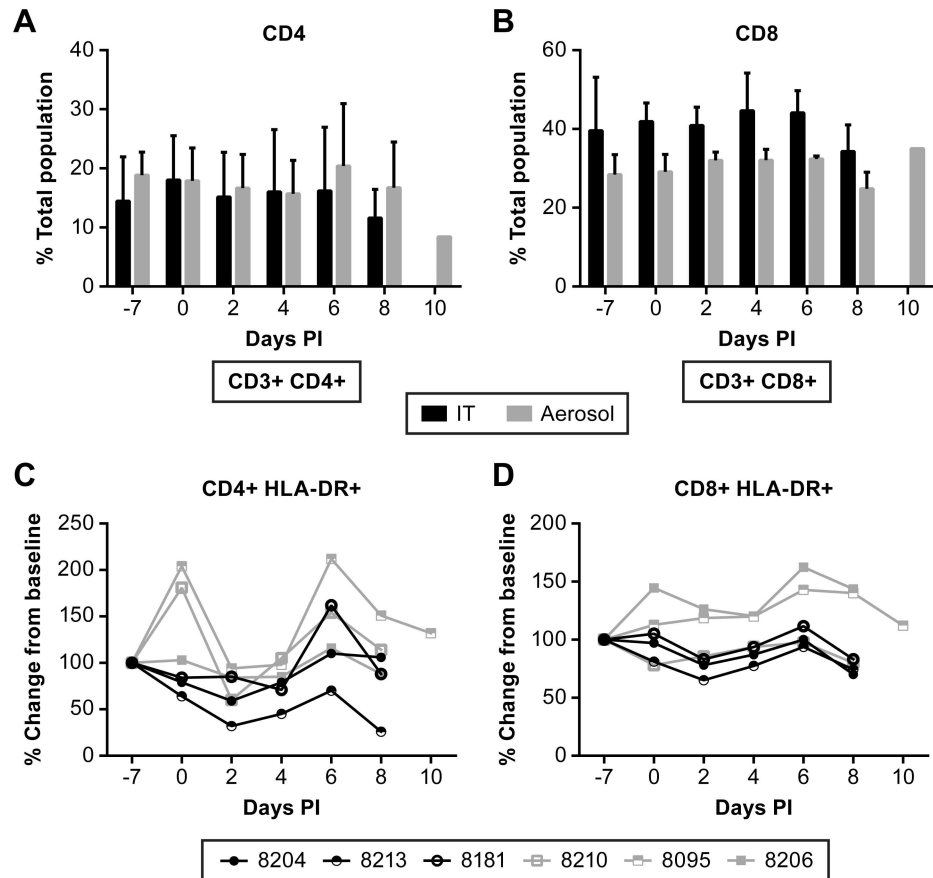 A
CD4
% Total population
40
30
20
10
0
-7 0 2 4 6 8 10
Days PI
CD3+ CD4+
B
CD8
% Total population
60
40
20
0
-7 0 2 4 6 8 10
Days PI
CD3+ CD8+
IT Aerosol
C
CD4+ HLA-DR+
% Change from baseline
250
200
150
100
50
0
-7 0 2 4 6 8 10
Days PI
D
CD8+ HLA-DR+
% Change from baseline
200
150
100
50
0
-7 0 2 4 6 8 10
Days PI
8204 8213 8181 8210 8095 8206